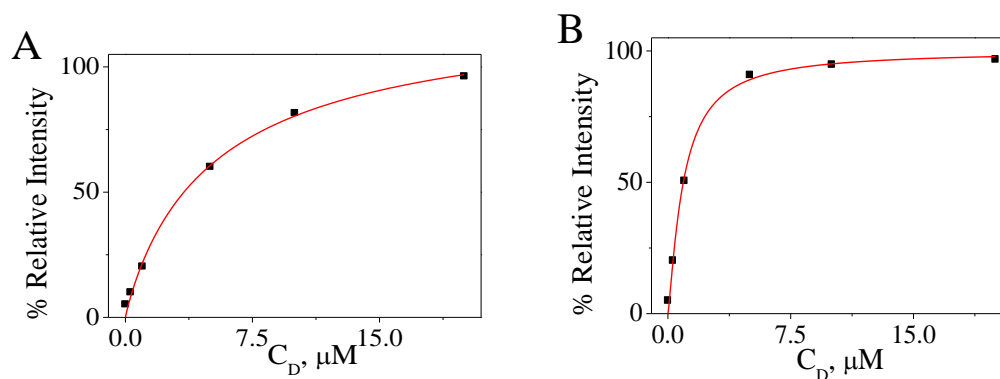 A
% Relative Intensity
100
50
0
0.0 7.5 15.0
C_D, μM
B
% Relative Intensity
100
50
0
0.0 7.5 15.0
C_D, μM